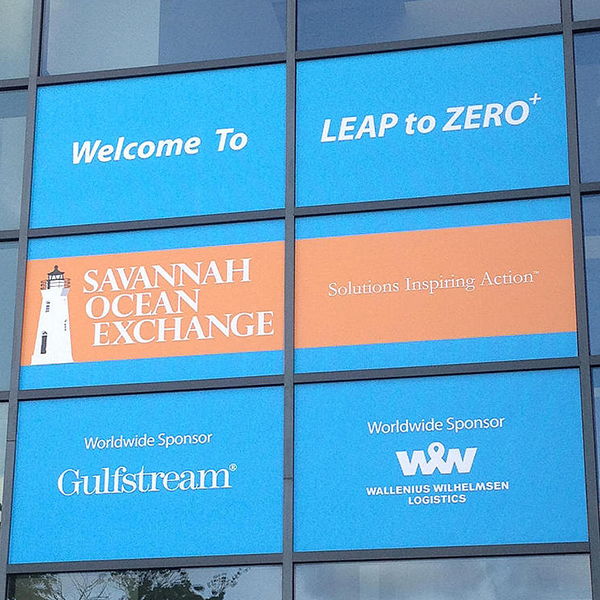 Welcome To
LEAP to ZERO+
SAVANNAH
OCEAN
EXCHANGE
Solutions Inspiring Action™
Worldwide Sponsor
Gulfstream®
Worldwide Sponsor
W&W
WALLENIUS WILHELMSEN
LOGISTICS